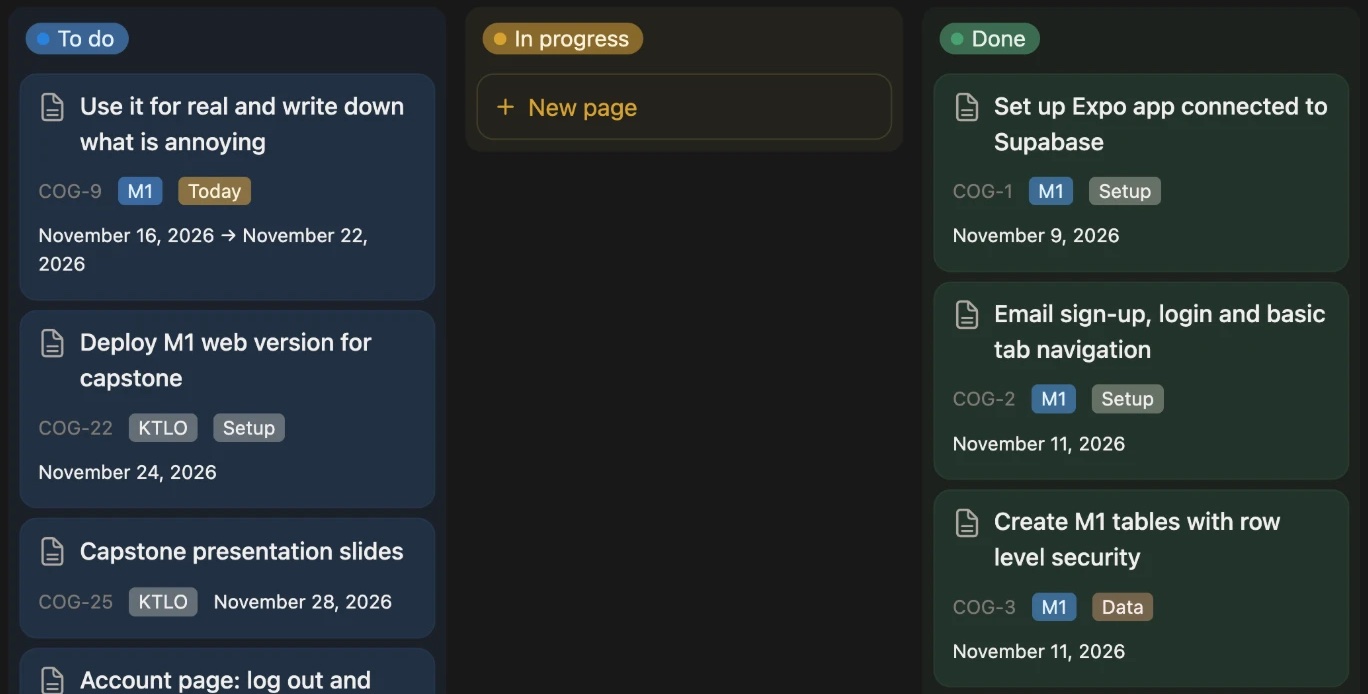 To do
Use it for real and write down
what is annoying
COG-9 M1 Today
November 16, 2026 → November 22,
2026
Deploy M1 web version for
capstone
COG-22 KTLO Setup
November 24, 2026
Capstone presentation slides
COG-25 KTLO November 28, 2026
Account page: log out and
In progress
+ New page
Done
Set up Expo app connected to
Supabase
COG-1 M1 Setup
November 9, 2026
Email sign-up, login and basic
tab navigation
COG-2 M1 Setup
November 11, 2026
Create M1 tables with row
level security
COG-3 M1 Data
November 11, 2026